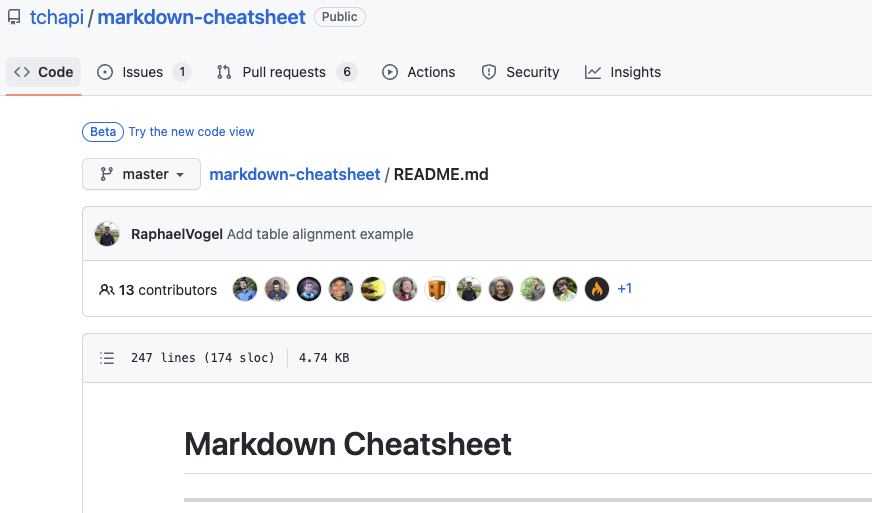 tchapi / markdown-cheatsheet Public
<> Code Issues 1 Pull requests 6 Actions Security Insights
Beta Try the new code view
master markdown-cheatsheet / README.md
RaphaelVogel Add table alignment example
13 contributors +1
247 lines (174 sloc) 4.74 KB
Markdown Cheatsheet